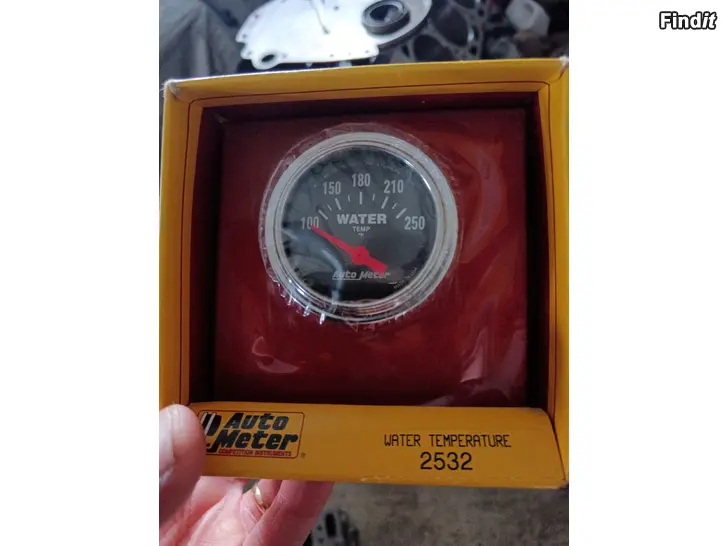 Findit
100 150 180 210 250
WATER
TEMP
°F
Auto Meter
Auto
Meter
COMPETITION INSTRUMENTS
®
WATER TEMPERATURE
2532